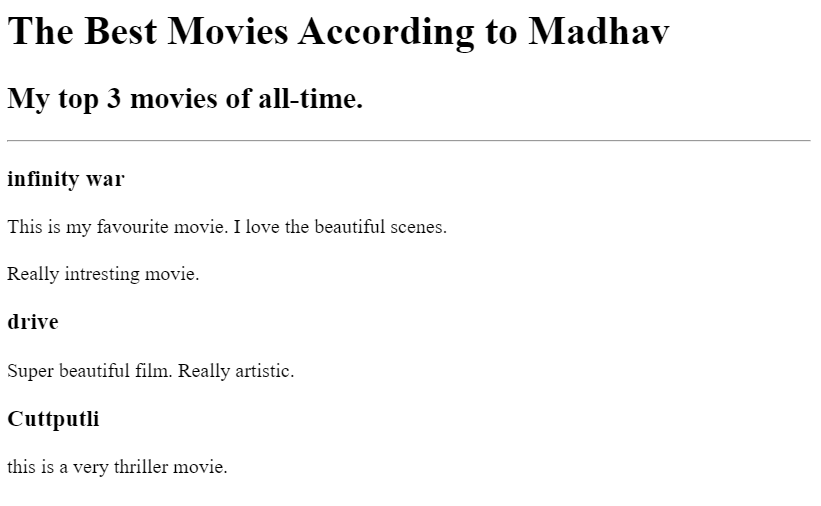 The Best Movies According to Madhav
My top 3 movies of all-time.
infinity war
This is my favourite movie. I love the beautiful scenes.
Really intresting movie.
drive
Super beautiful film. Really artistic.
Cuttputli
this is a very thriller movie.